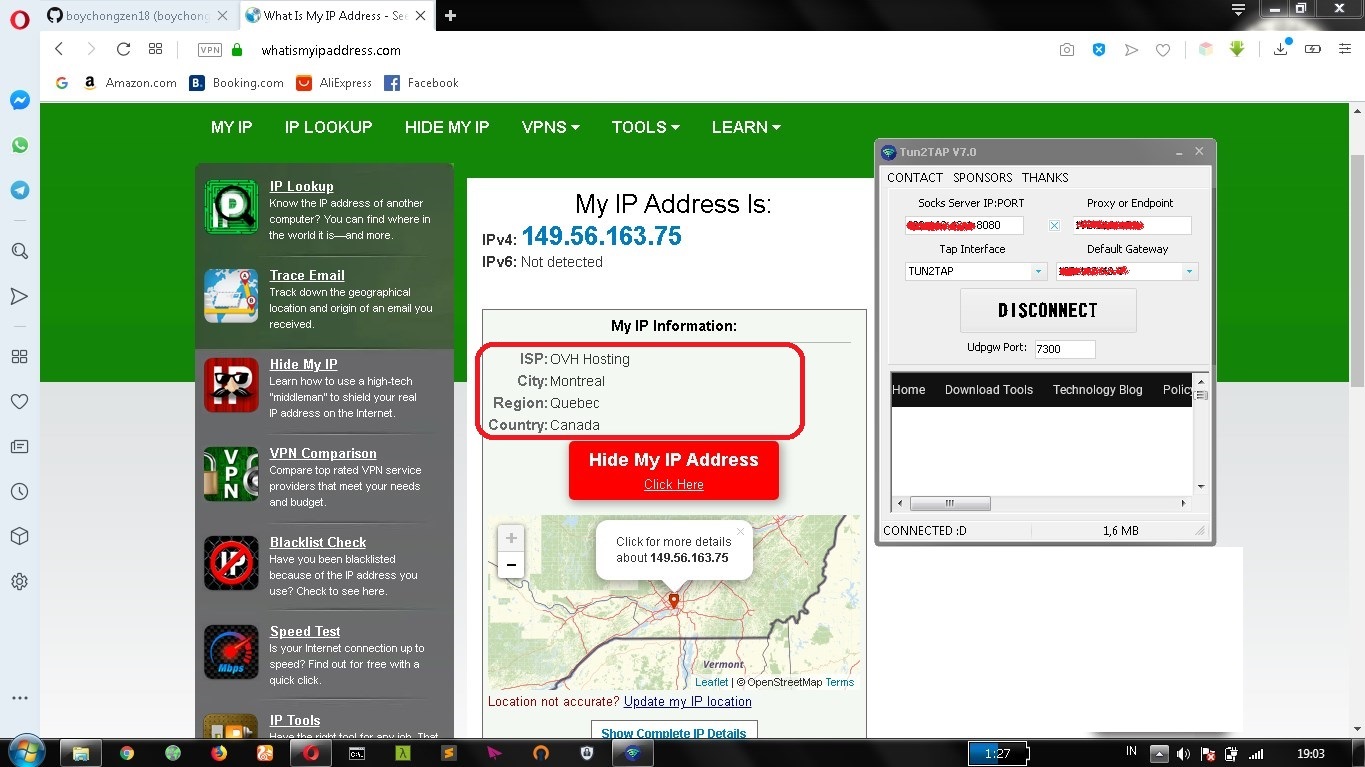 boychongzen18 (boychong
What Is My IP Address - See
VPN
whatismyipaddress.com
Amazon.com
Booking.com
AliExpress
Facebook
MY IP
IP LOOKUP
HIDE MY IP
VPNS
TOOLS
LEARN
IP Lookup
Know the IP address of another
computer? You can find where in
the world it is—and more.
Trace Email
Track down the geographical
location and origin of an email you
received.
Hide My IP
Learn how to use a high-tech
"middleman" to shield your real
IP address on the Internet.
VPN
VPN Comparison
Compare top rated VPN service
providers that meet your needs
and budget.
IP
Blacklist Check
Have you been blacklisted
because of the IP address you
use? Check to see here.
Mbps
Speed Test
Is your Internet connection up to
speed? Find out for free with a
quick click.
IP Tools
Have the right tool for any job. That
My IP Address Is:
IPv4: 149.56.163.75
IPv6: Not detected
My IP Information:
ISP: OVH Hosting
City: Montreal
Region: Quebec
Country: Canada
Hide My IP Address
Click Here
+
−
Click for more details
about 149.56.163.75
×
Vermont
Leaflet | © OpenStreetMap Terms
Location not accurate? Update my IP location
Show Complete IP Details
Tun2TAP V7.0
CONTACT SPONSORS THANKS
Socks Server IP:PORT
Proxy or Endpoint
8080
Tap Interface
Default Gateway
TUN2TAP
DISCONNECT
Udpgw Port: 7300
Home
Download Tools
Technology Blog
Policy
CONNECTED :D
1,6 MB
1:27
IN
19:03